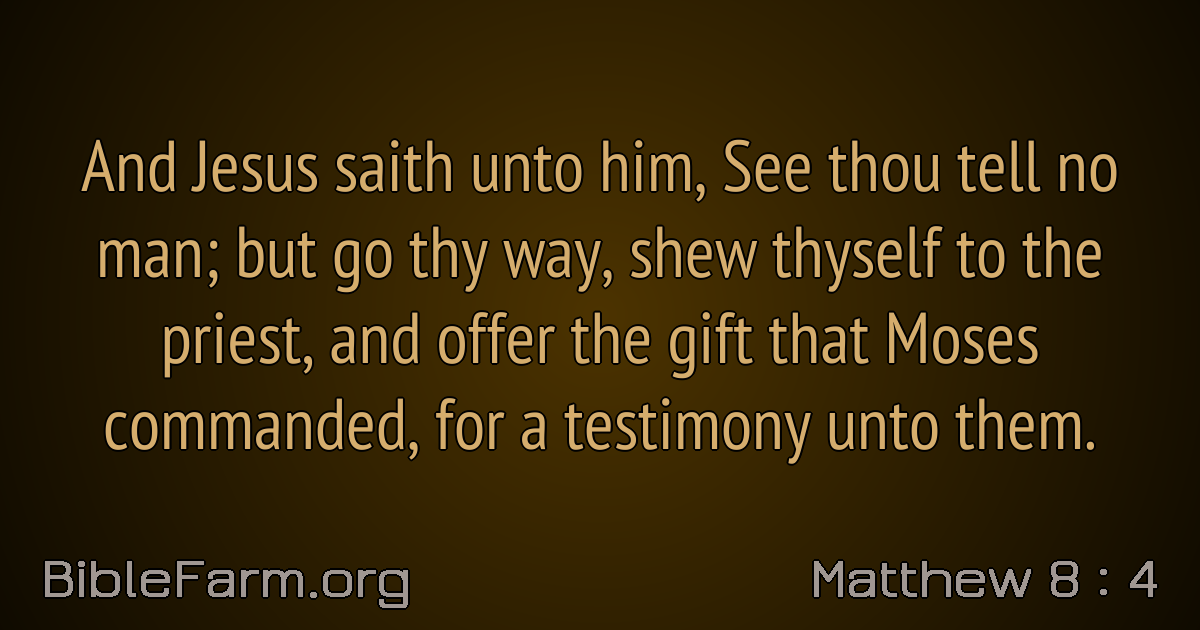 And Jesus saith unto him, See thou tell no
man; but go thy way, shew thyself to the
priest, and offer the gift that Moses
commanded, for a testimony unto them.
BibleFarm.org
Matthew 8 : 4